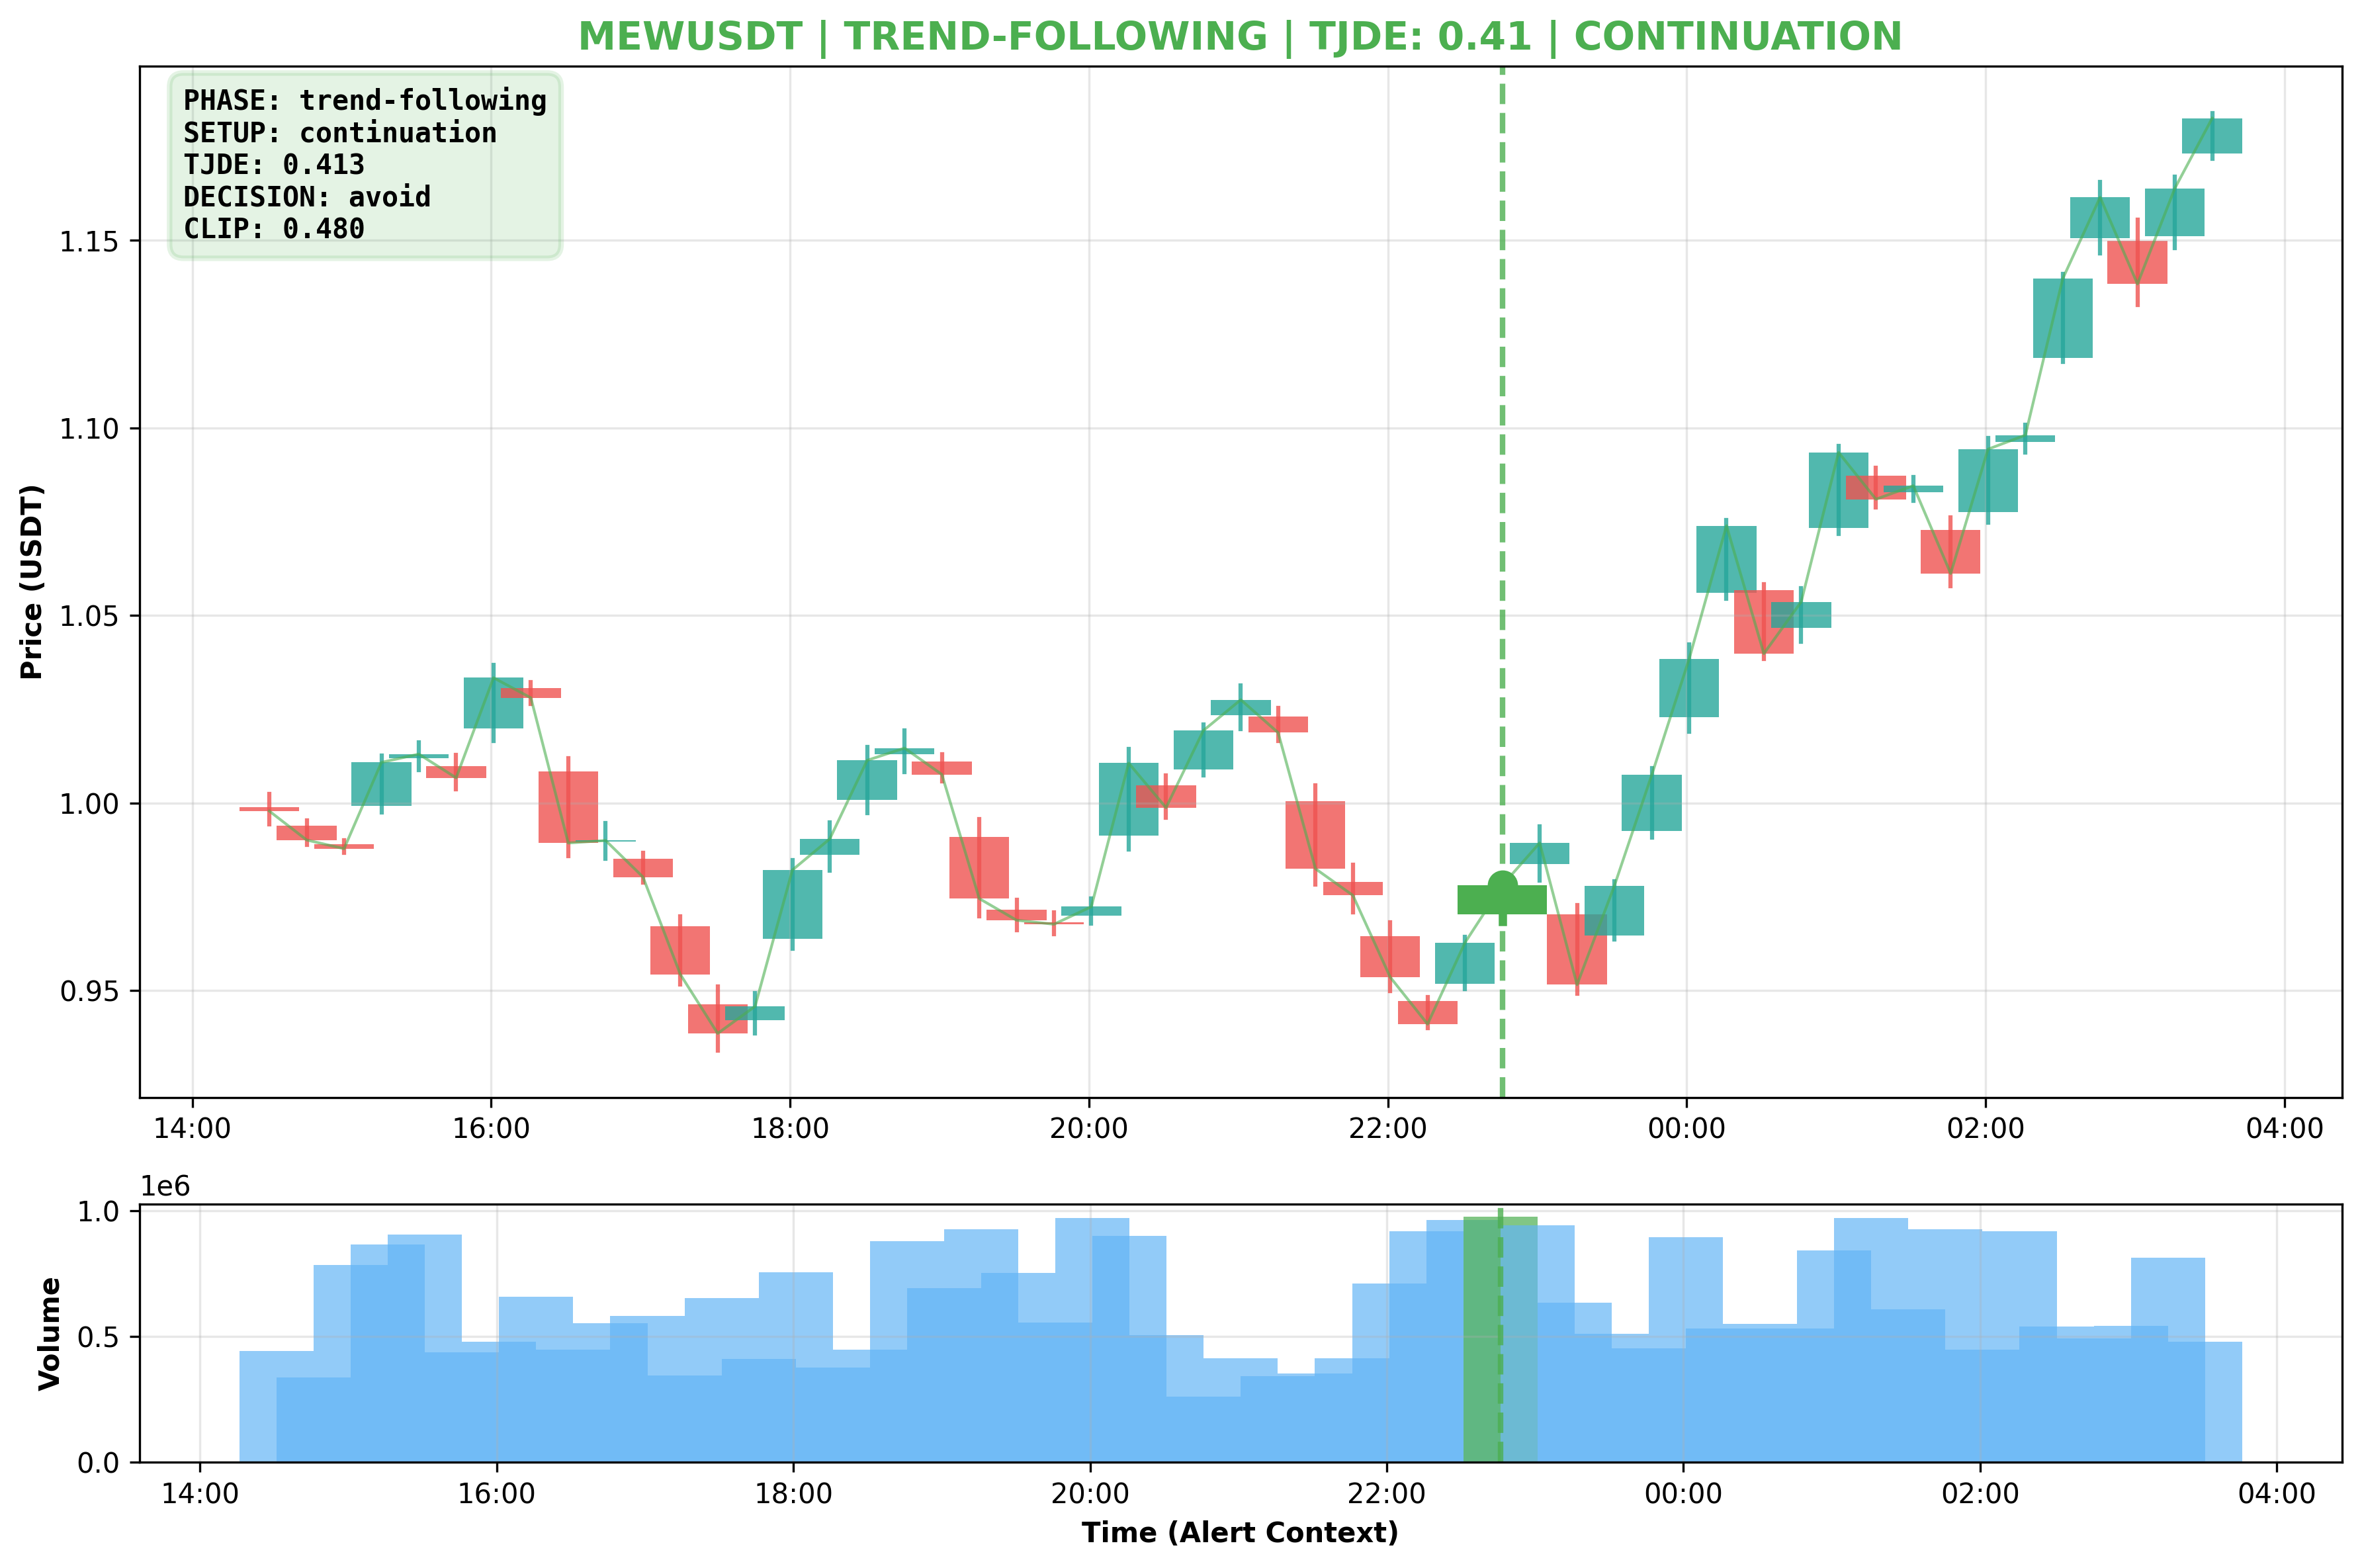 MEWUSDT | TREND-FOLLOWING | TJDE: 0.41 | CONTINUATION
PHASE: trend-following
SETUP: continuation
TJDE: 0.413
DECISION: avoid
CLIP: 0.480
Price (USDT)
1.15
1.10
1.05
1.00
0.95
14:00 16:00 18:00 20:00 22:00 00:00 02:00 04:00
1e6
Volume
1.0
0.5
0.0
14:00 16:00 18:00 20:00 22:00 00:00 02:00 04:00
Time (Alert Context)